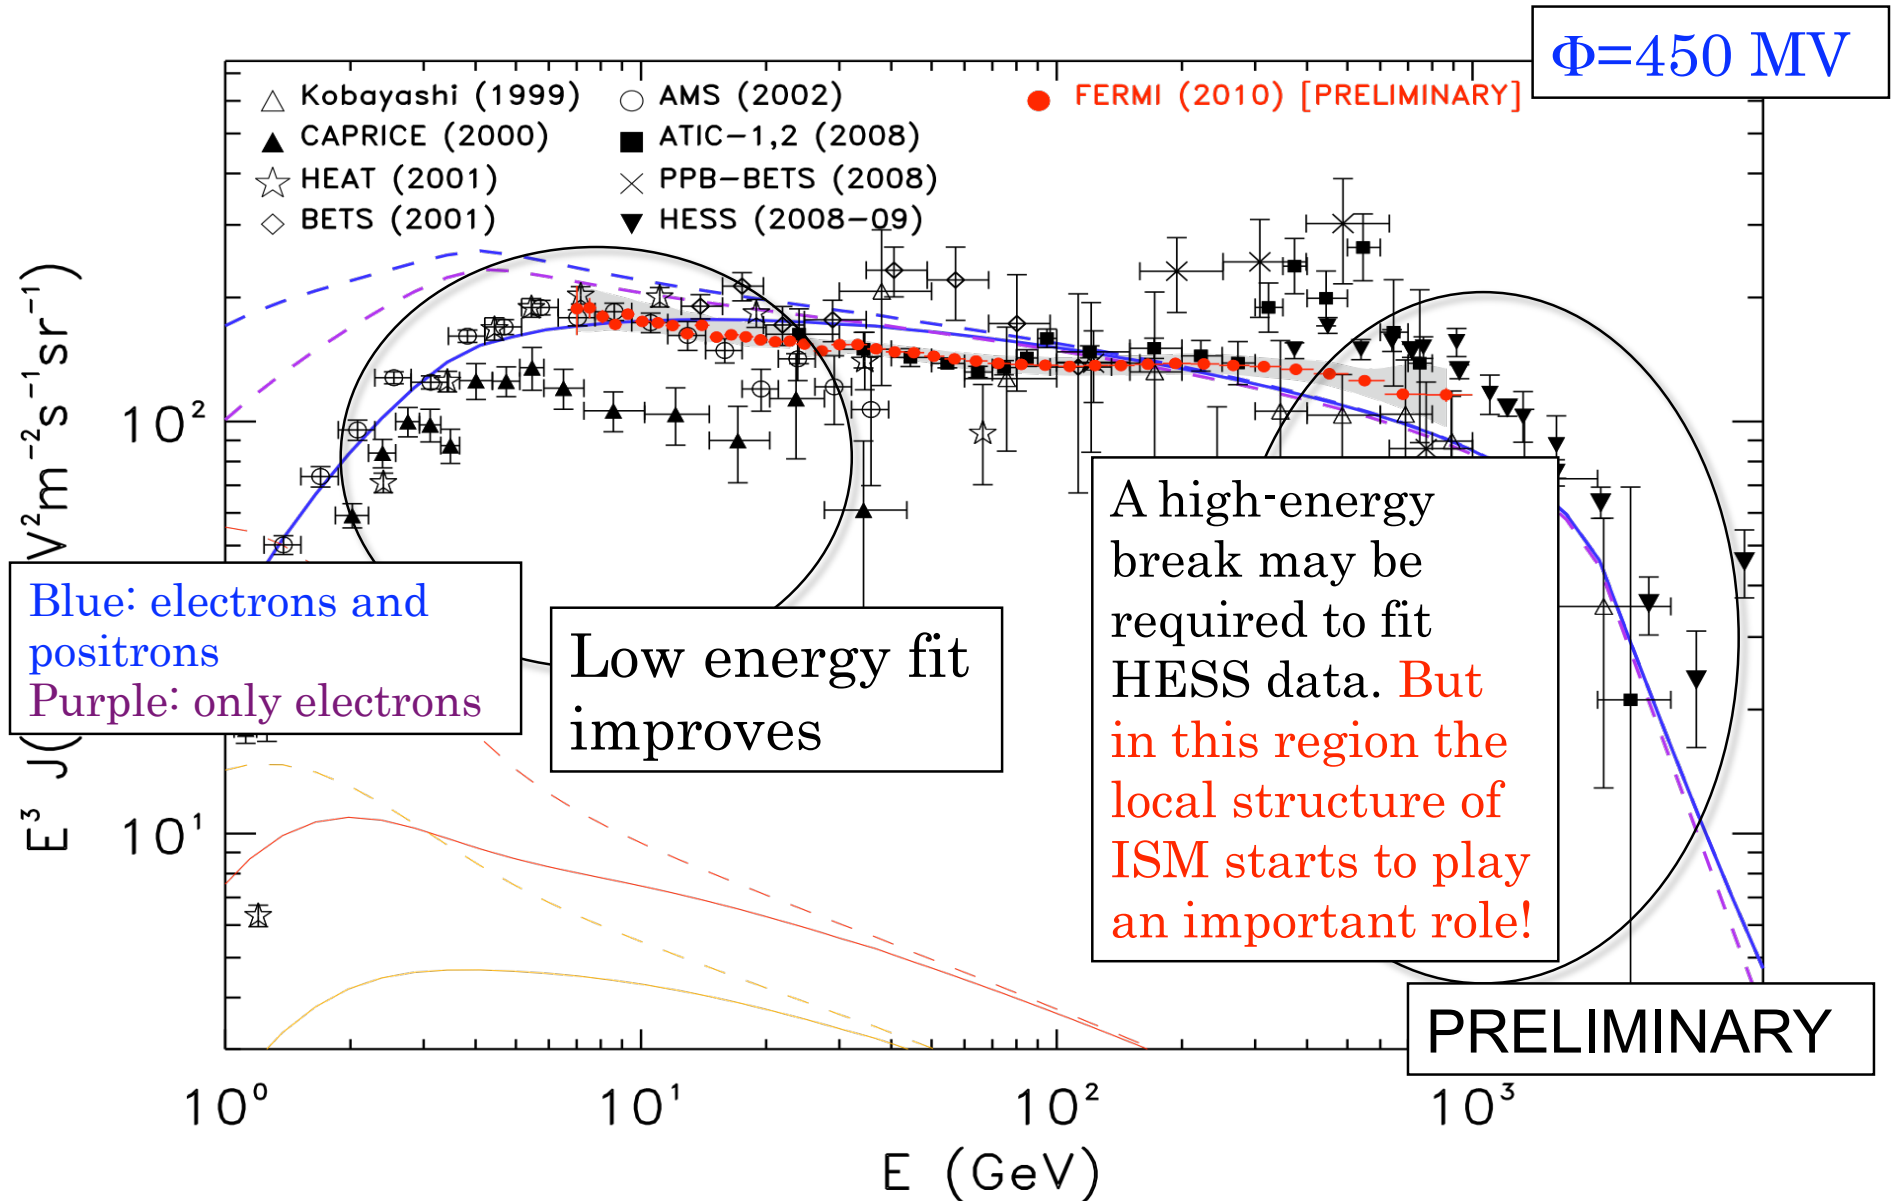 Φ=450 MV
Kobayashi (1999)
CAPRICE (2000)
HEAT (2001)
BETS (2001)
AMS (2002)
ATIC-1,2 (2008)
PPB-BETS (2008)
HESS (2008-09)
FERMI (2010) [PRELIMINARY]
E³ J( V²m⁻²s⁻¹sr⁻¹)
10²
10¹
Blue: electrons and
positrons
Purple: only electrons
Low energy fit
improves
A high-energy
break may be
required to fit
HESS data. But
in this region the
local structure of
ISM starts to play
an important role!
PRELIMINARY
10⁰
10¹
10²
10³
E (GeV)